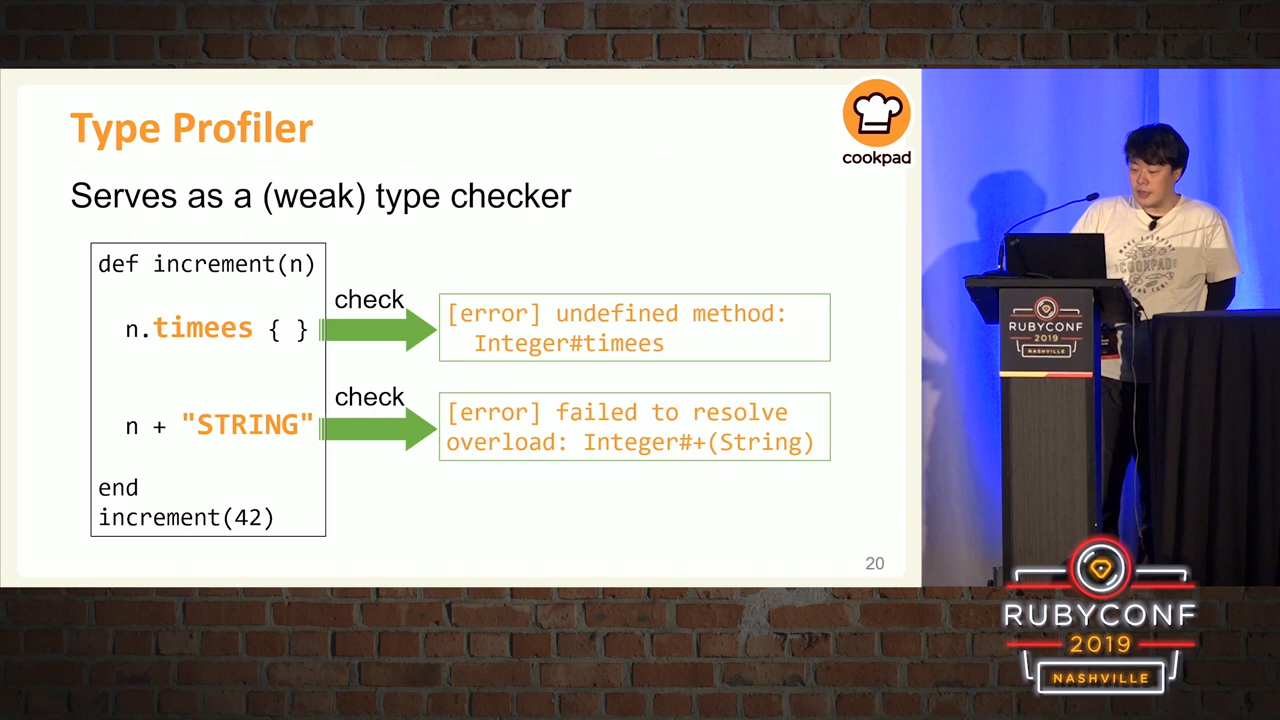 Type Profiler
cookpad
Serves as a (weak) type checker
def increment(n)
n.timees { }
n + "STRING"
end
increment(42)
check
[error] undefined method:
Integer#timees
check
[error] failed to resolve
overload: Integer#+(String)
20
COOKPAD
RUBYCONF
2019
NASHVILLE
RUBYCONF
2019
NASHVILLE